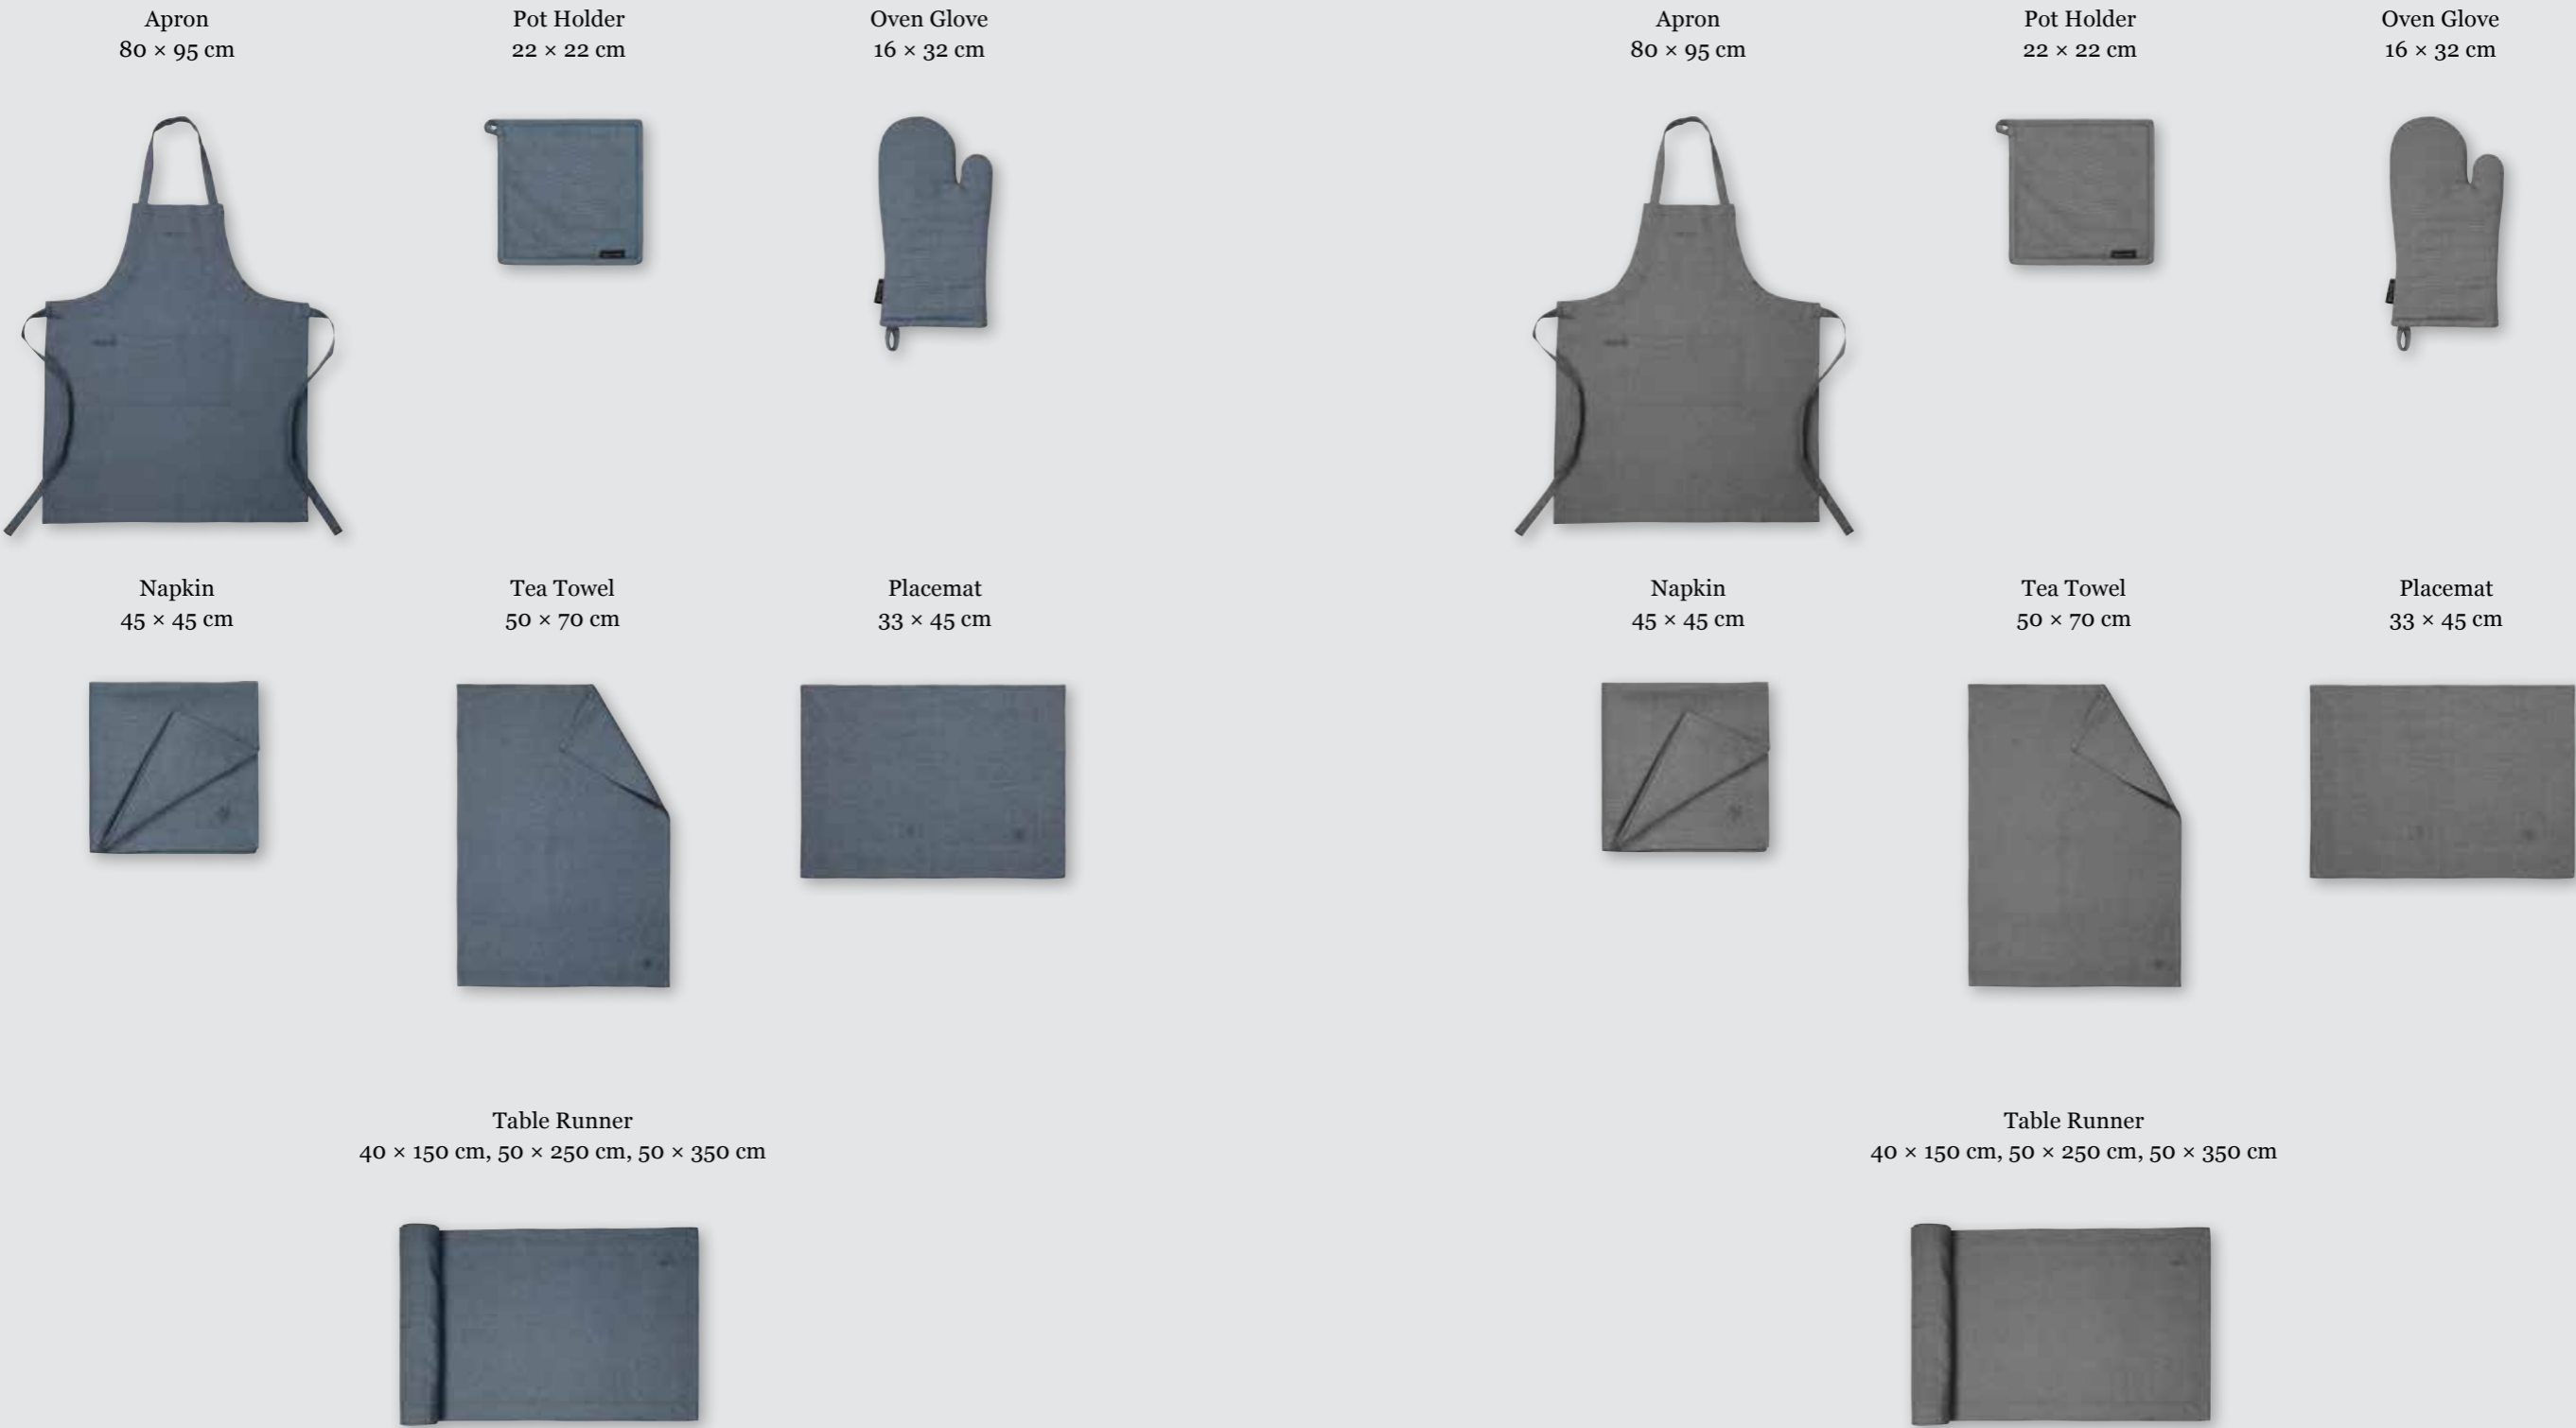 Apron
80 × 95 cm
Pot Holder
22 × 22 cm
Oven Glove
16 × 32 cm
Napkin
45 × 45 cm
Tea Towel
50 × 70 cm
Placemat
33 × 45 cm
Table Runner
40 × 150 cm, 50 × 250 cm, 50 × 350 cm
Apron
80 × 95 cm
Pot Holder
22 × 22 cm
Oven Glove
16 × 32 cm
Napkin
45 × 45 cm
Tea Towel
50 × 70 cm
Placemat
33 × 45 cm
Table Runner
40 × 150 cm, 50 × 250 cm, 50 × 350 cm